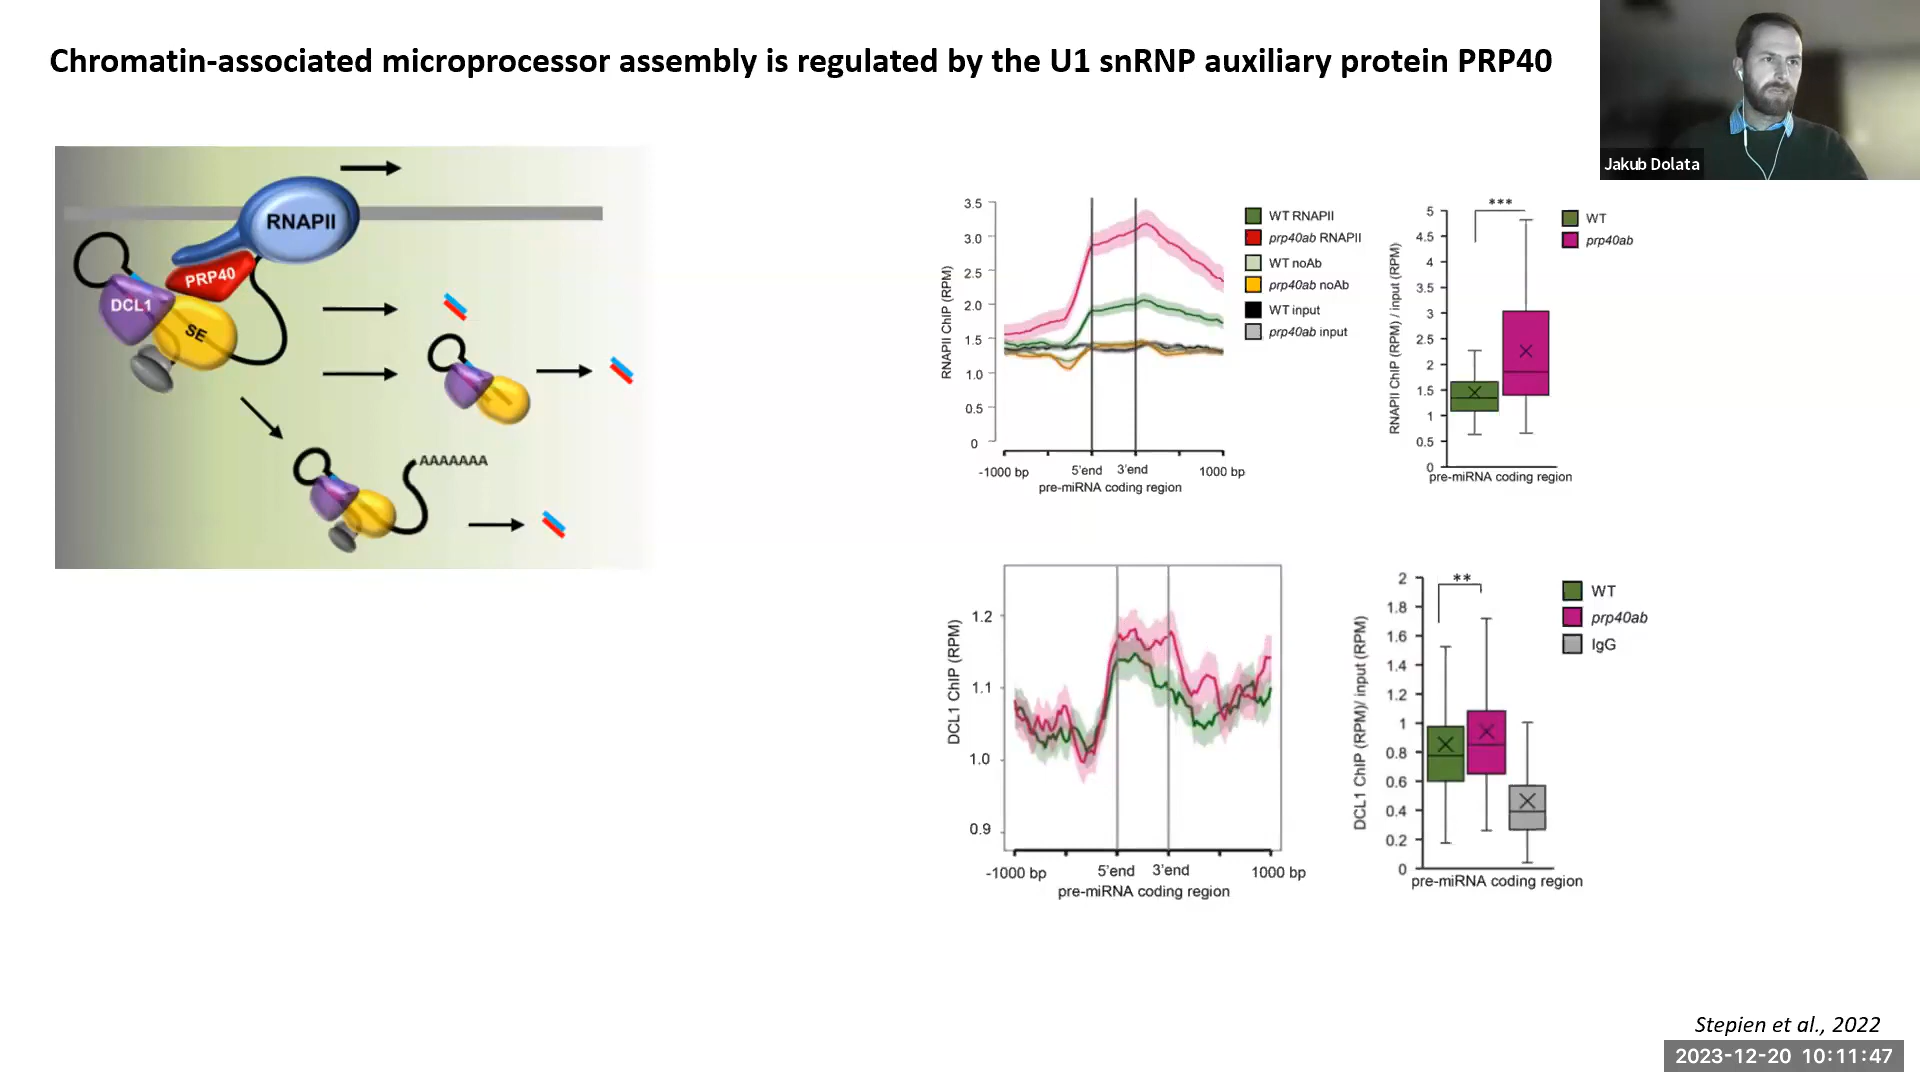 Chromatin-associated microprocessor assembly is regulated by the U1 snRNP auxiliary protein PRP40
Jakub Dolata
RNAPII
PRP40
DCL1
SE
AAAAAAA
3.5
3.0
2.5
2.0
1.5
1.0
0.5
0
RNAPII ChIP (RPM)
-1000 bp
5'end
3'end
1000 bp
pre-miRNA coding region
WT RNAPII
prp40ab RNAPII
WT noAb
prp40ab noAb
WT input
prp40ab input
5
4.5
4
3.5
3
2.5
2
1.5
1
0.5
0
RNAPII ChIP (RPM) / input (RPM)
***
pre-miRNA coding region
WT
prp40ab
1.2
1.1
1.0
0.9
DCL1 ChIP (RPM)
-1000 bp
5'end
3'end
1000 bp
pre-miRNA coding region
2
1.8
1.6
1.4
1.2
1
0.8
0.6
0.4
0.2
0
DCL1 ChIP (RPM)/ input (RPM)
**
pre-miRNA coding region
WT
prp40ab
IgG
Stepien et al., 2022
2023-12-20 10:11:47